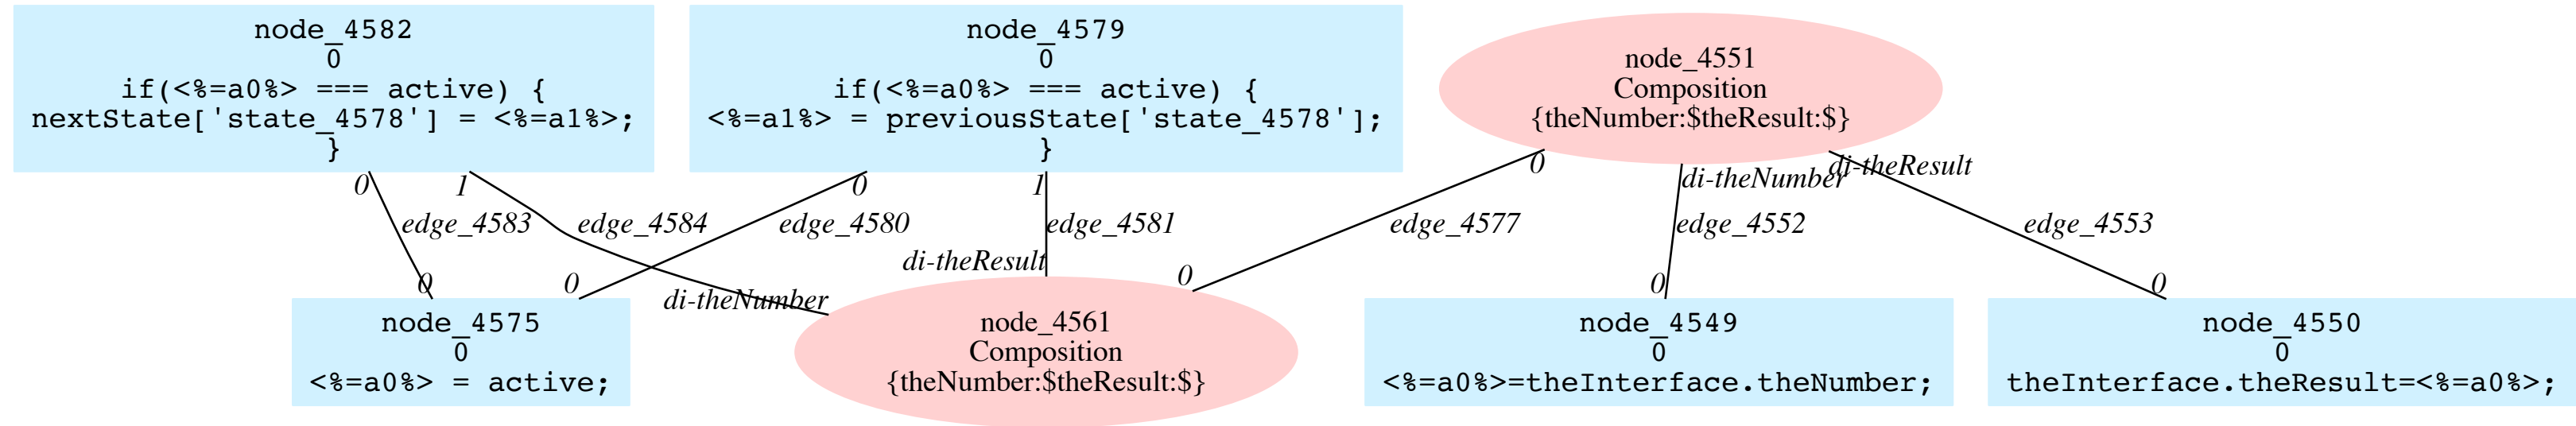 node_4582
0
if(<%=a0%> === active) {
nextState['state_4578'] = <%=a1%>;
}
node_4579
0
if(<%=a0%> === active) {
<%=a1%> = previousState['state_4578'];
}
node_4551
Composition
{theNumber:$theResult:$}
0
1
0
1
0
di-theNumber
di-theResult
edge_4583
edge_4584
edge_4580
edge_4581
edge_4577
edge_4552
edge_4553
0
0
di-theNumber
di-theResult
0
0
0
node_4575
0
<%=a0%> = active;
node_4561
Composition
{theNumber:$theResult:$}
node_4549
0
<%=a0%>=theInterface.theNumber;
node_4550
0
theInterface.theResult=<%=a0%>;